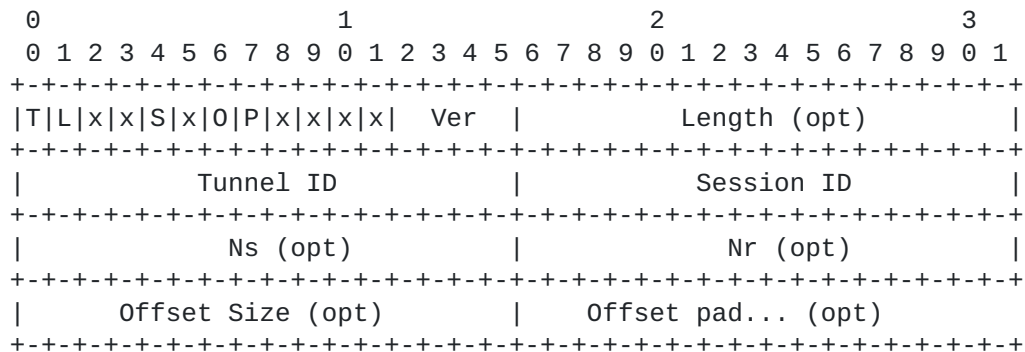 0                   1                   2                   3
 0 1 2 3 4 5 6 7 8 9 0 1 2 3 4 5 6 7 8 9 0 1 2 3 4 5 6 7 8 9 0 1
+-+-+-+-+-+-+-+-+-+-+-+-+-+-+-+-+-+-+-+-+-+-+-+-+-+-+-+-+-+-+-+-+
|T|L|x|x|S|x|O|P|x|x|x|x|  Ver  |          Length (opt)         |
+-+-+-+-+-+-+-+-+-+-+-+-+-+-+-+-+-+-+-+-+-+-+-+-+-+-+-+-+-+-+-+-+
|           Tunnel ID           |           Session ID          |
+-+-+-+-+-+-+-+-+-+-+-+-+-+-+-+-+-+-+-+-+-+-+-+-+-+-+-+-+-+-+-+-+
|             Ns (opt)          |             Nr (opt)          |
+-+-+-+-+-+-+-+-+-+-+-+-+-+-+-+-+-+-+-+-+-+-+-+-+-+-+-+-+-+-+-+-+
|      Offset Size (opt)        |    Offset pad... (opt)
+-+-+-+-+-+-+-+-+-+-+-+-+-+-+-+-+-+-+-+-+-+-+-+-+-+-+-+-+-+-+-+-+